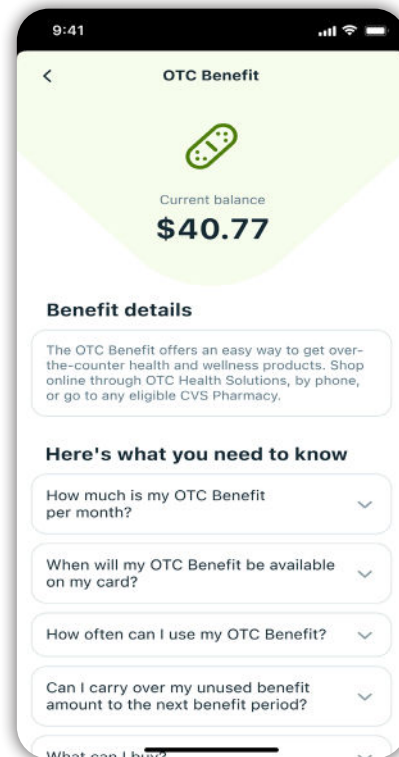 9:41
OTC Benefit
Current balance
$40.77
Benefit details
The OTC Benefit offers an easy way to get over-
the-counter health and wellness products. Shop
online through OTC Health Solutions, by phone,
or go to any eligible CVS Pharmacy.
Here's what you need to know
How much is my OTC Benefit
per month?
When will my OTC Benefit be available
on my card?
How often can I use my OTC Benefit?
Can I carry over my unused benefit
amount to the next benefit period?
What can I buy?